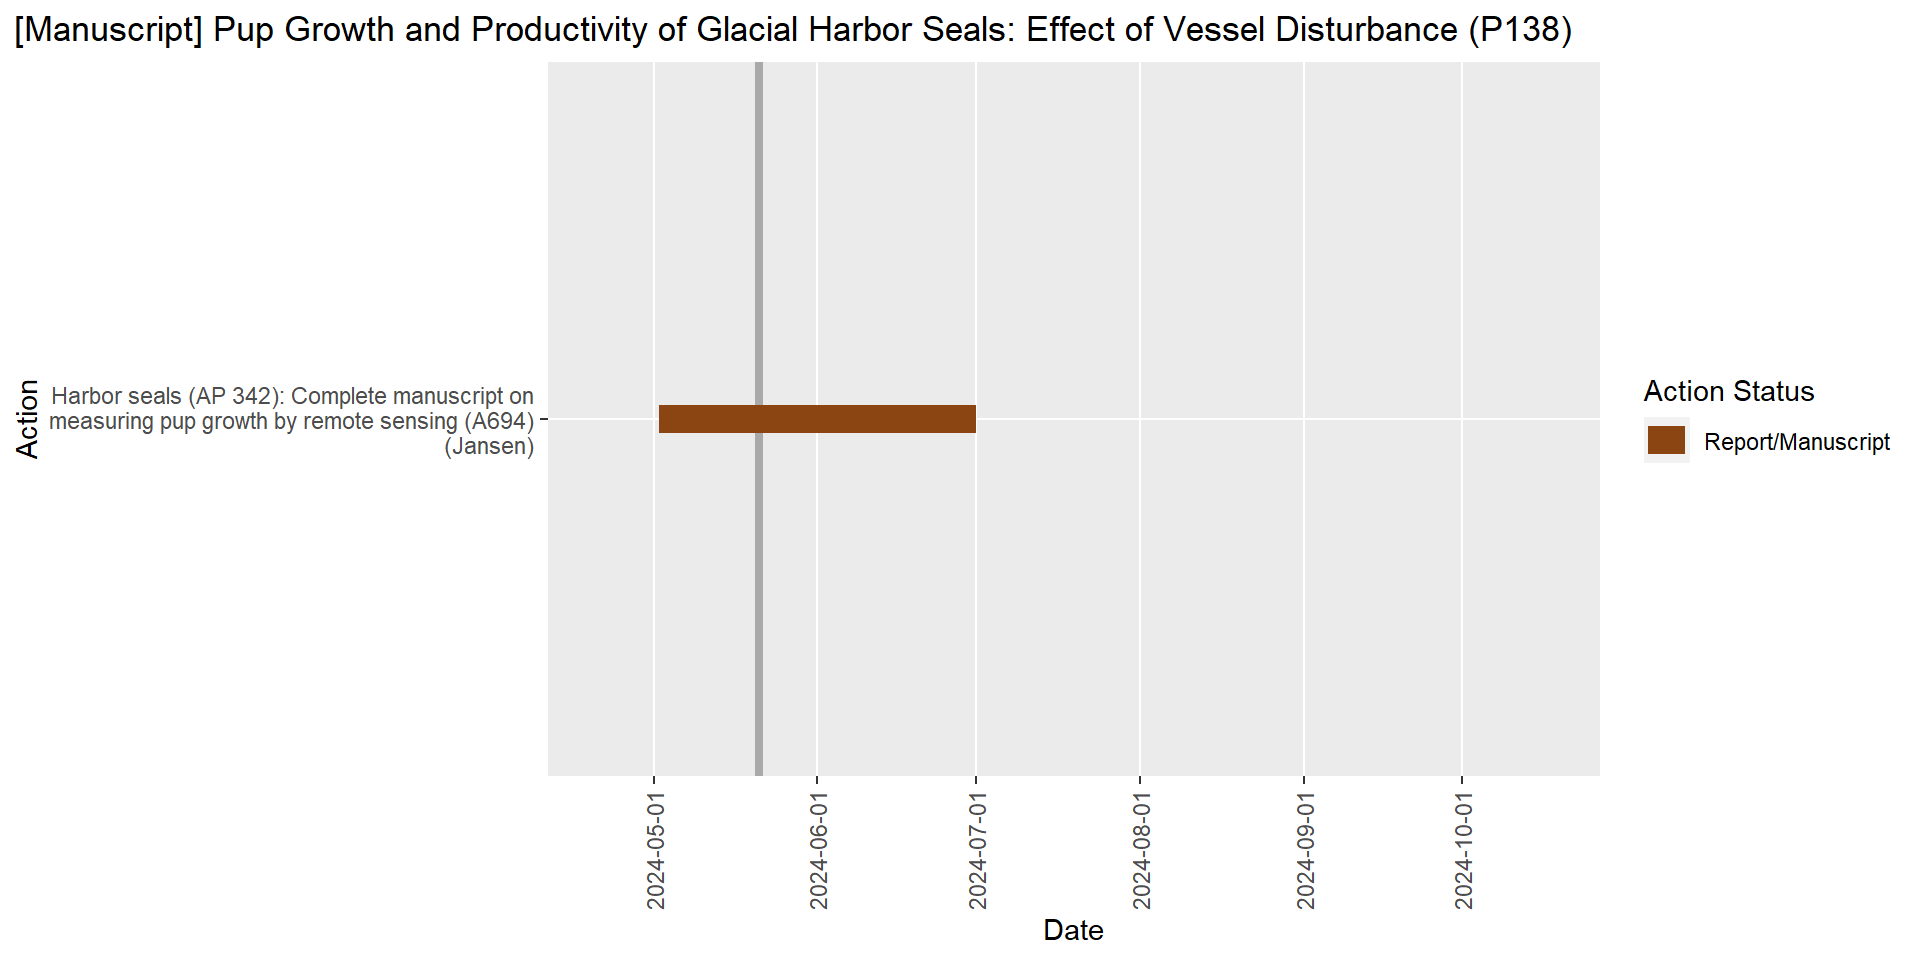 [Manuscript] Pup Growth and Productivity of Glacial Harbor Seals: Effect of Vessel Disturbance (P138)
Action
Harbor seals (AP 342): Complete manuscript on
measuring pup growth by remote sensing (A694)
(Jansen)
Action Status
Report/Manuscript
2024-05-01
2024-06-01
2024-07-01
2024-08-01
2024-09-01
2024-10-01
Date